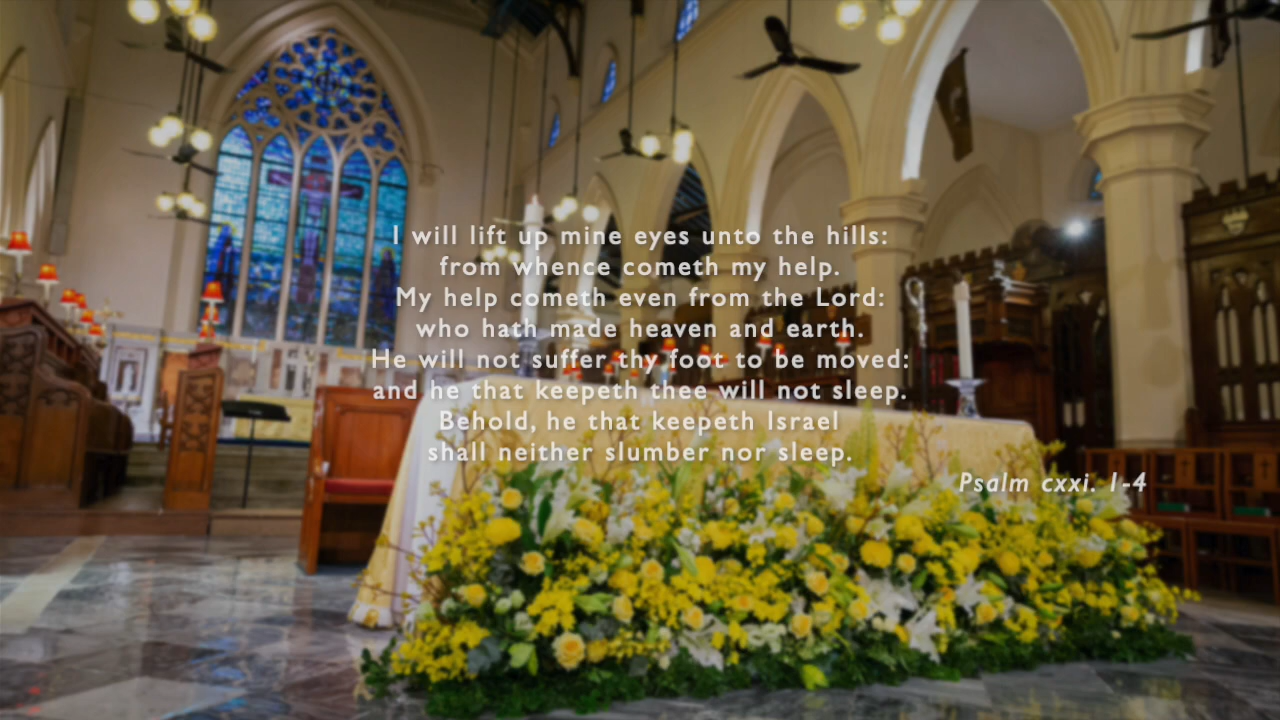 I will lift up mine eyes unto the hills:
from whence cometh my help.
My help cometh even from the Lord:
who hath made heaven and earth.
He will not suffer thy foot to be moved:
and he that keepeth thee will not sleep.
Behold, he that keepeth Israel
shall neither slumber nor sleep.
Psalm cxxi. 1-4